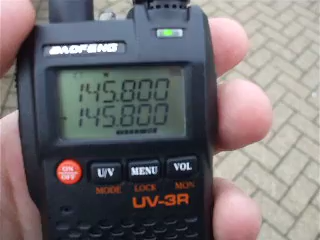 BAOFENG
145.800
145.800
ON
OFF
U/V
MENU
VOL
MODE
LOCK
MON
UV-3R